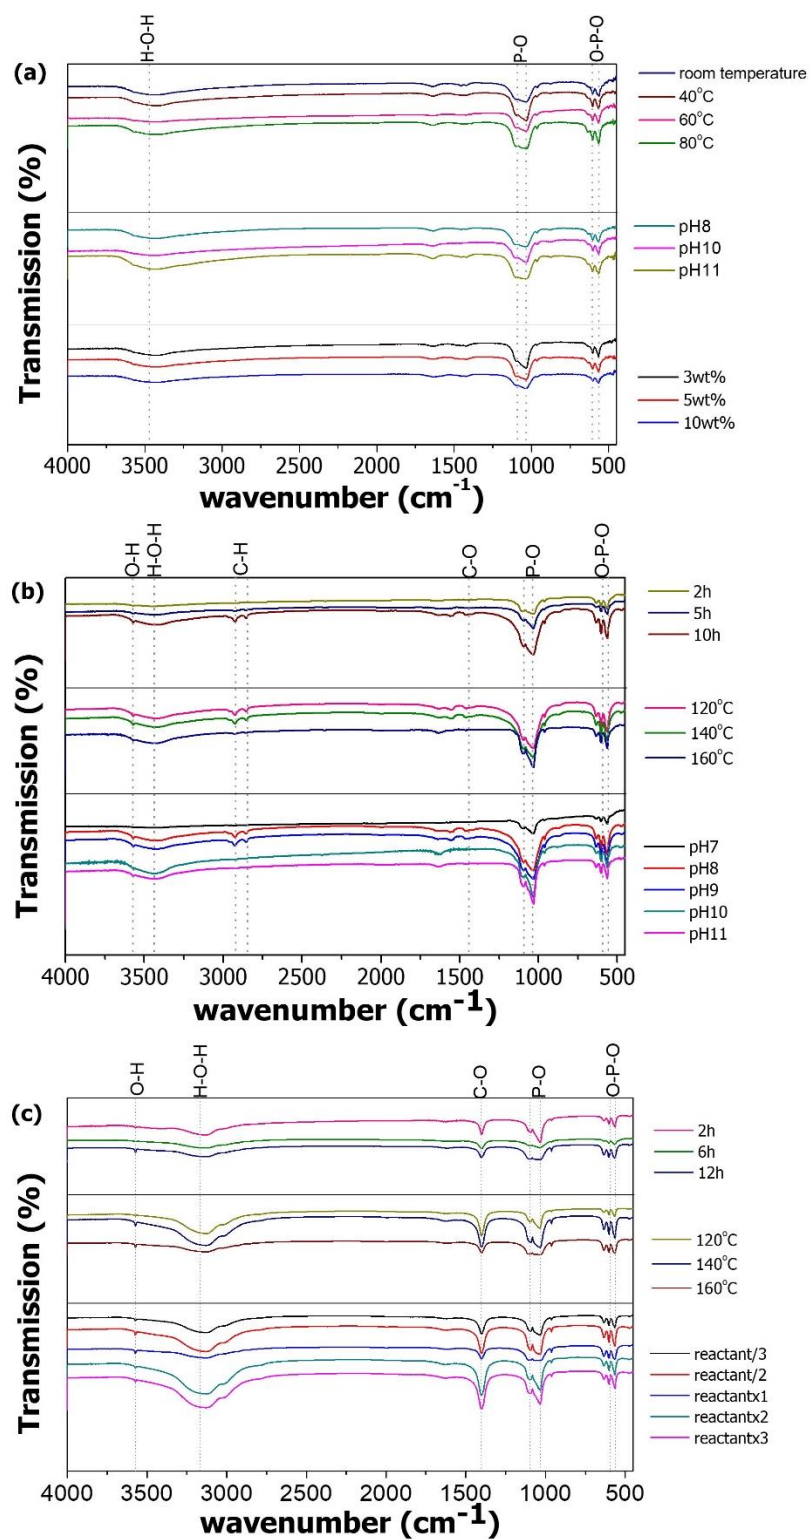 (a)
H-O-H
P-O
O-P-O
room temperature
40°C
60°C
80°C
pH8
pH10
pH11
3wt%
5wt%
10wt%
Transmission (%)
4000 3500 3000 2500 2000 1500 1000 500
wavenumber (cm-1)
(b)
O-H
H-O-H
C-H
C-O
P-O
O-P-O
2h
5h
10h
120°C
140°C
160°C
pH7
pH8
pH9
pH10
pH11
Transmission (%)
4000 3500 3000 2500 2000 1500 1000 500
wavenumber (cm-1)
(c)
O-H
H-O-H
C-O
P-O
O-P-O
2h
6h
12h
120°C
140°C
160°C
reactant/3
reactant/2
reactantx1
reactantx2
reactantx3
Transmission (%)
4000 3500 3000 2500 2000 1500 1000 500
wavenumber (cm-1)